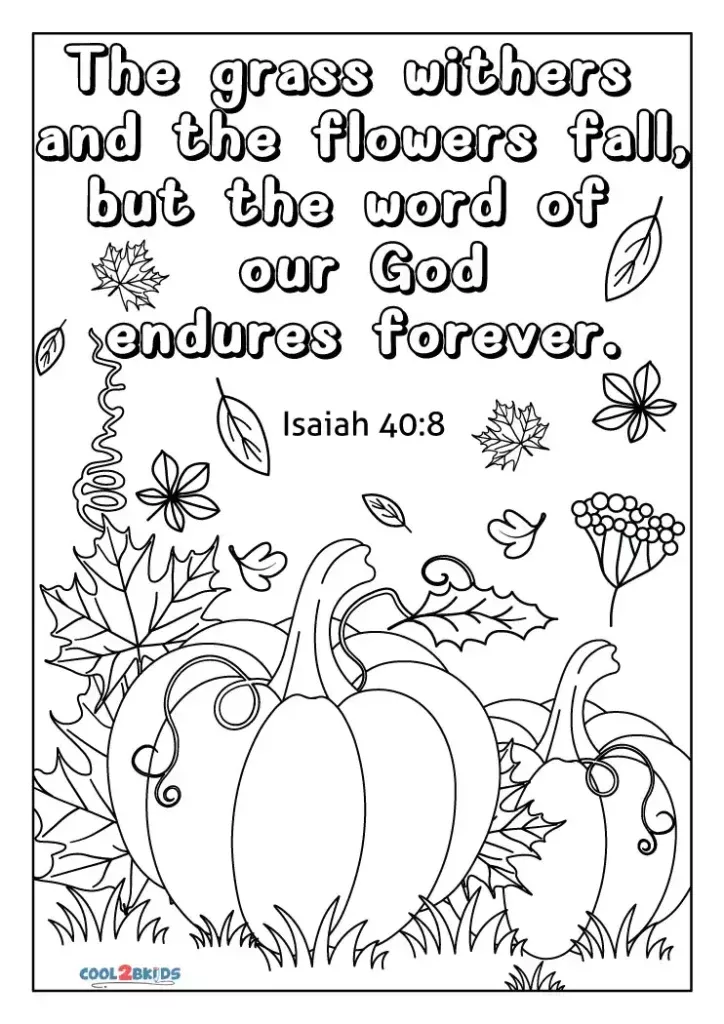 The grass withers
and the flowers fall,
but the word of
our God
endures forever.
Isaiah 40:8
COOL2BKIDS